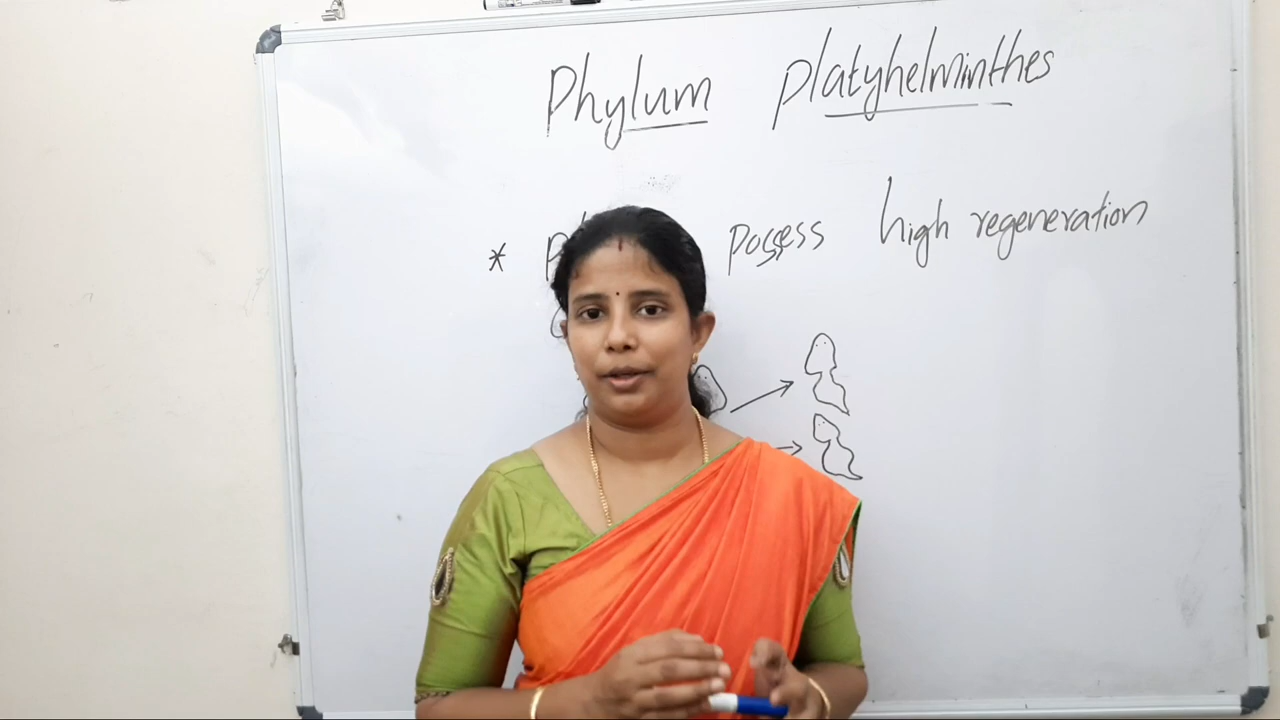 Phylum Platyhelminthes
* possess high regeneration